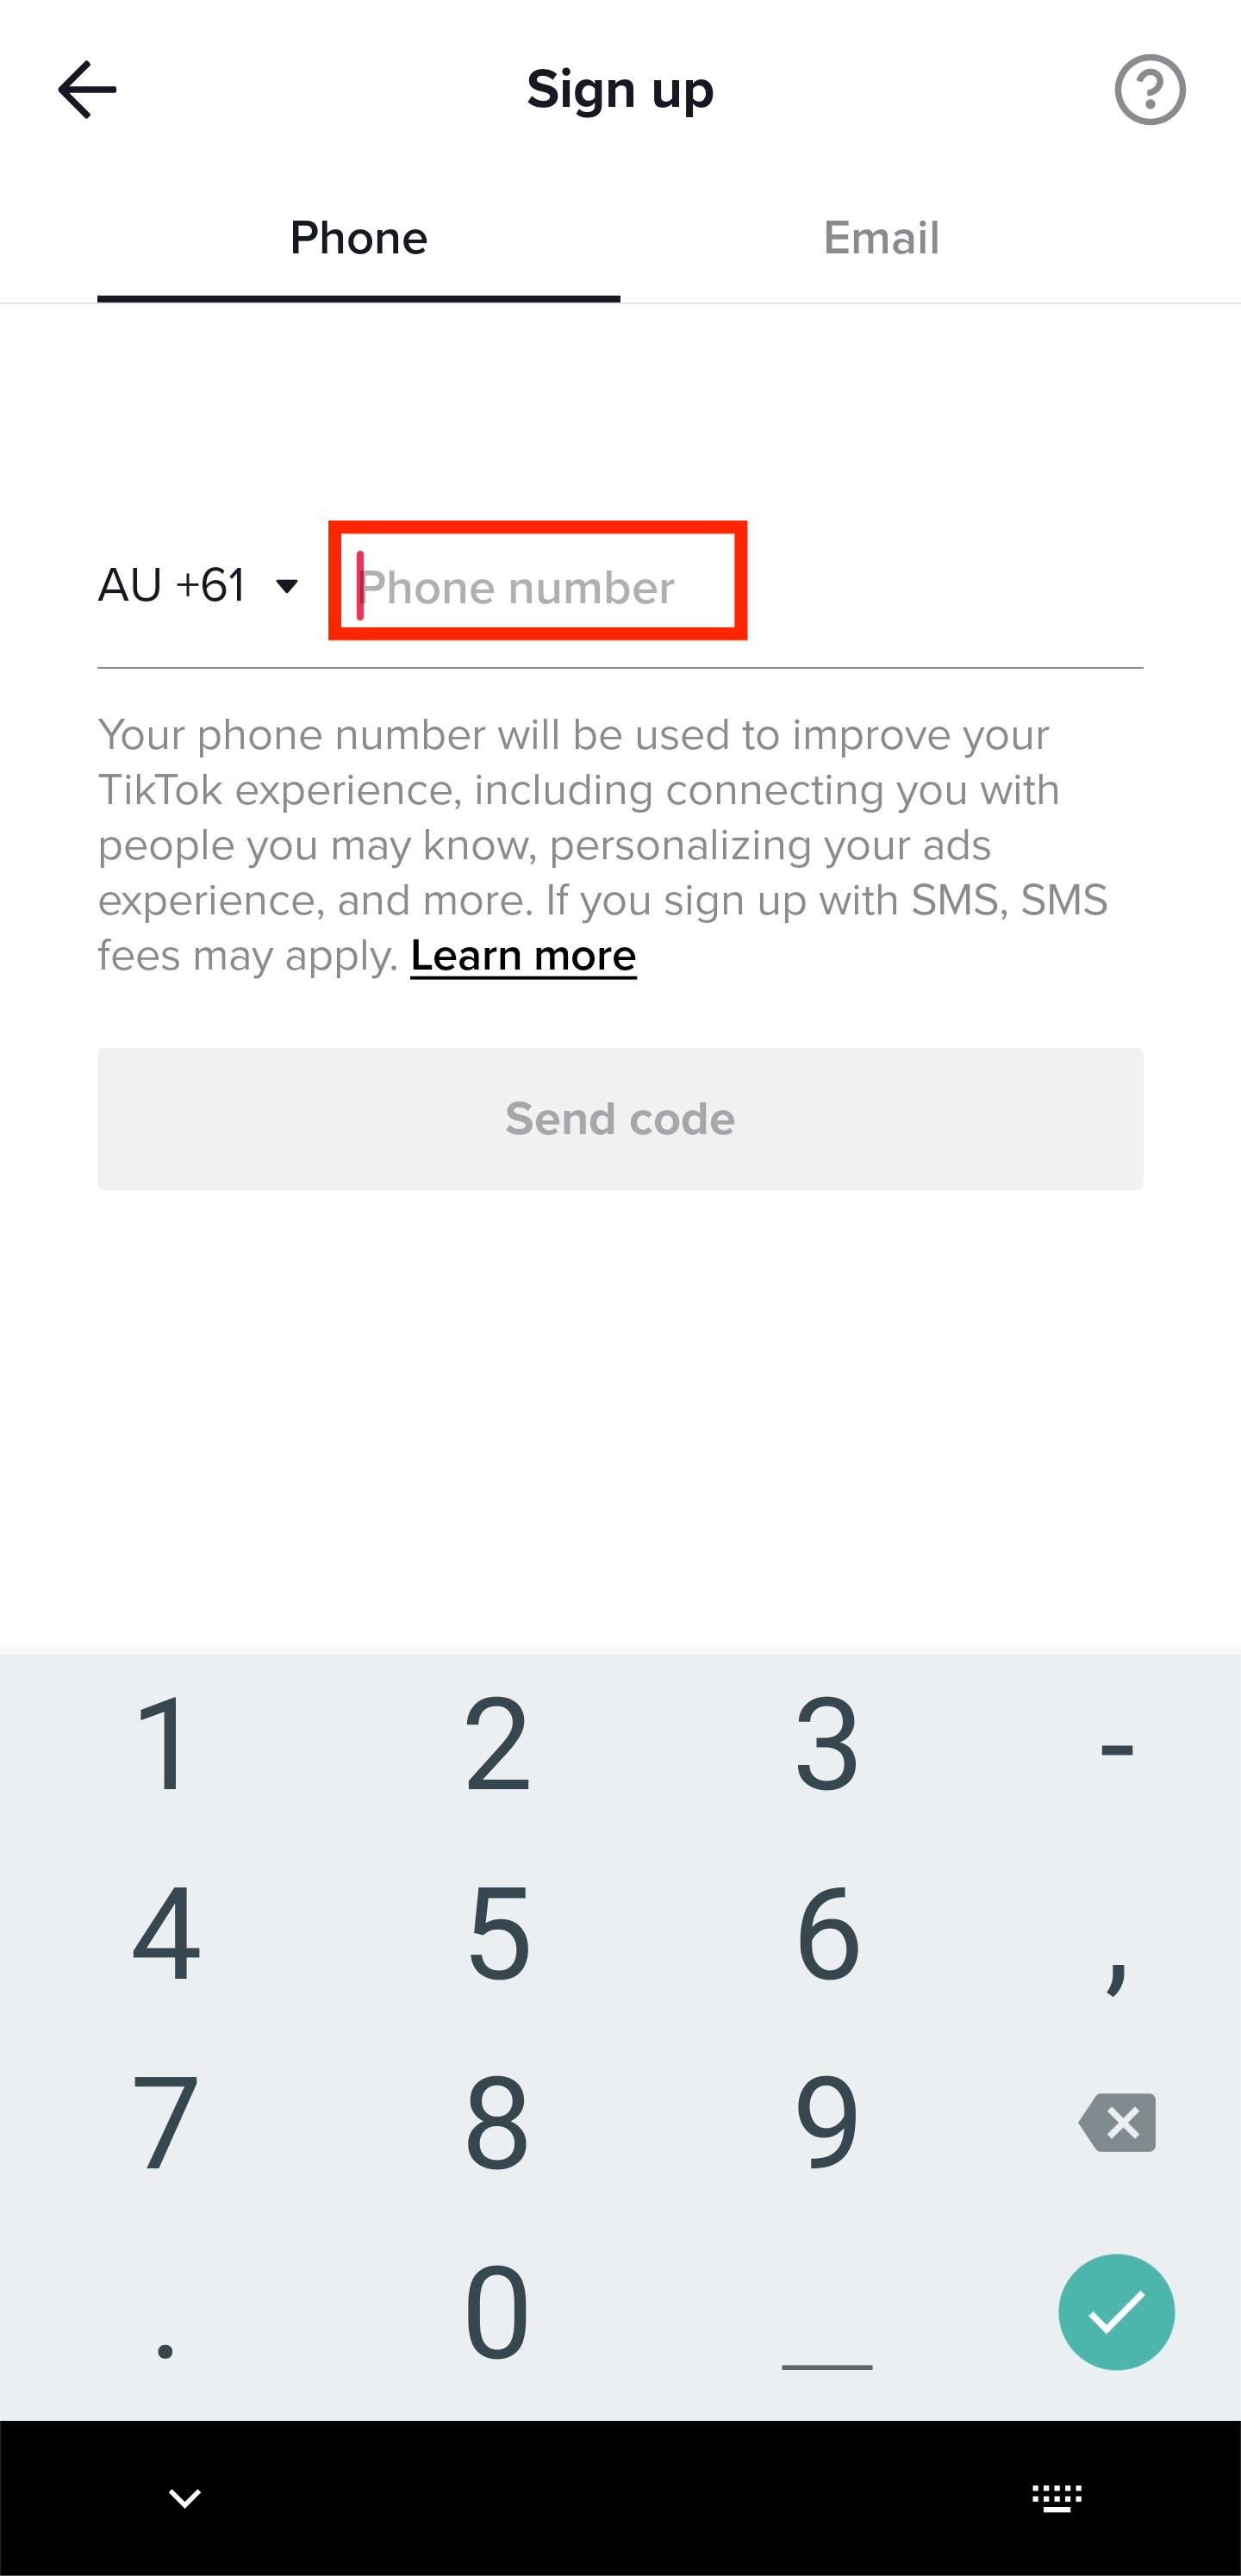 Sign up
Phone Email
AU +61 Phone number
Your phone number will be used to improve your
TikTok experience, including connecting you with
people you may know, personalizing your ads
experience, and more. If you sign up with SMS, SMS
fees may apply. Learn more
Send code
1 2 3 -
4 5 6 ,
7 8 9
. 0 _